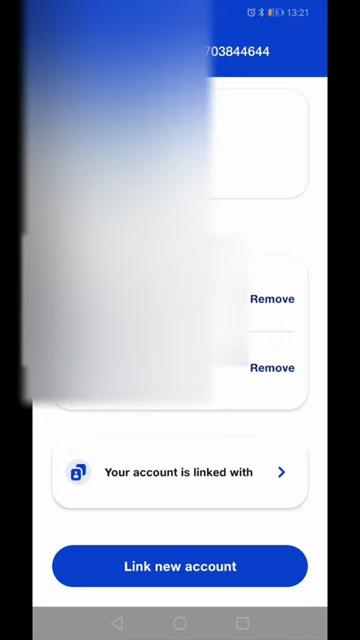 13:21
703844644
Remove
Remove
Your account is linked with
Link new account